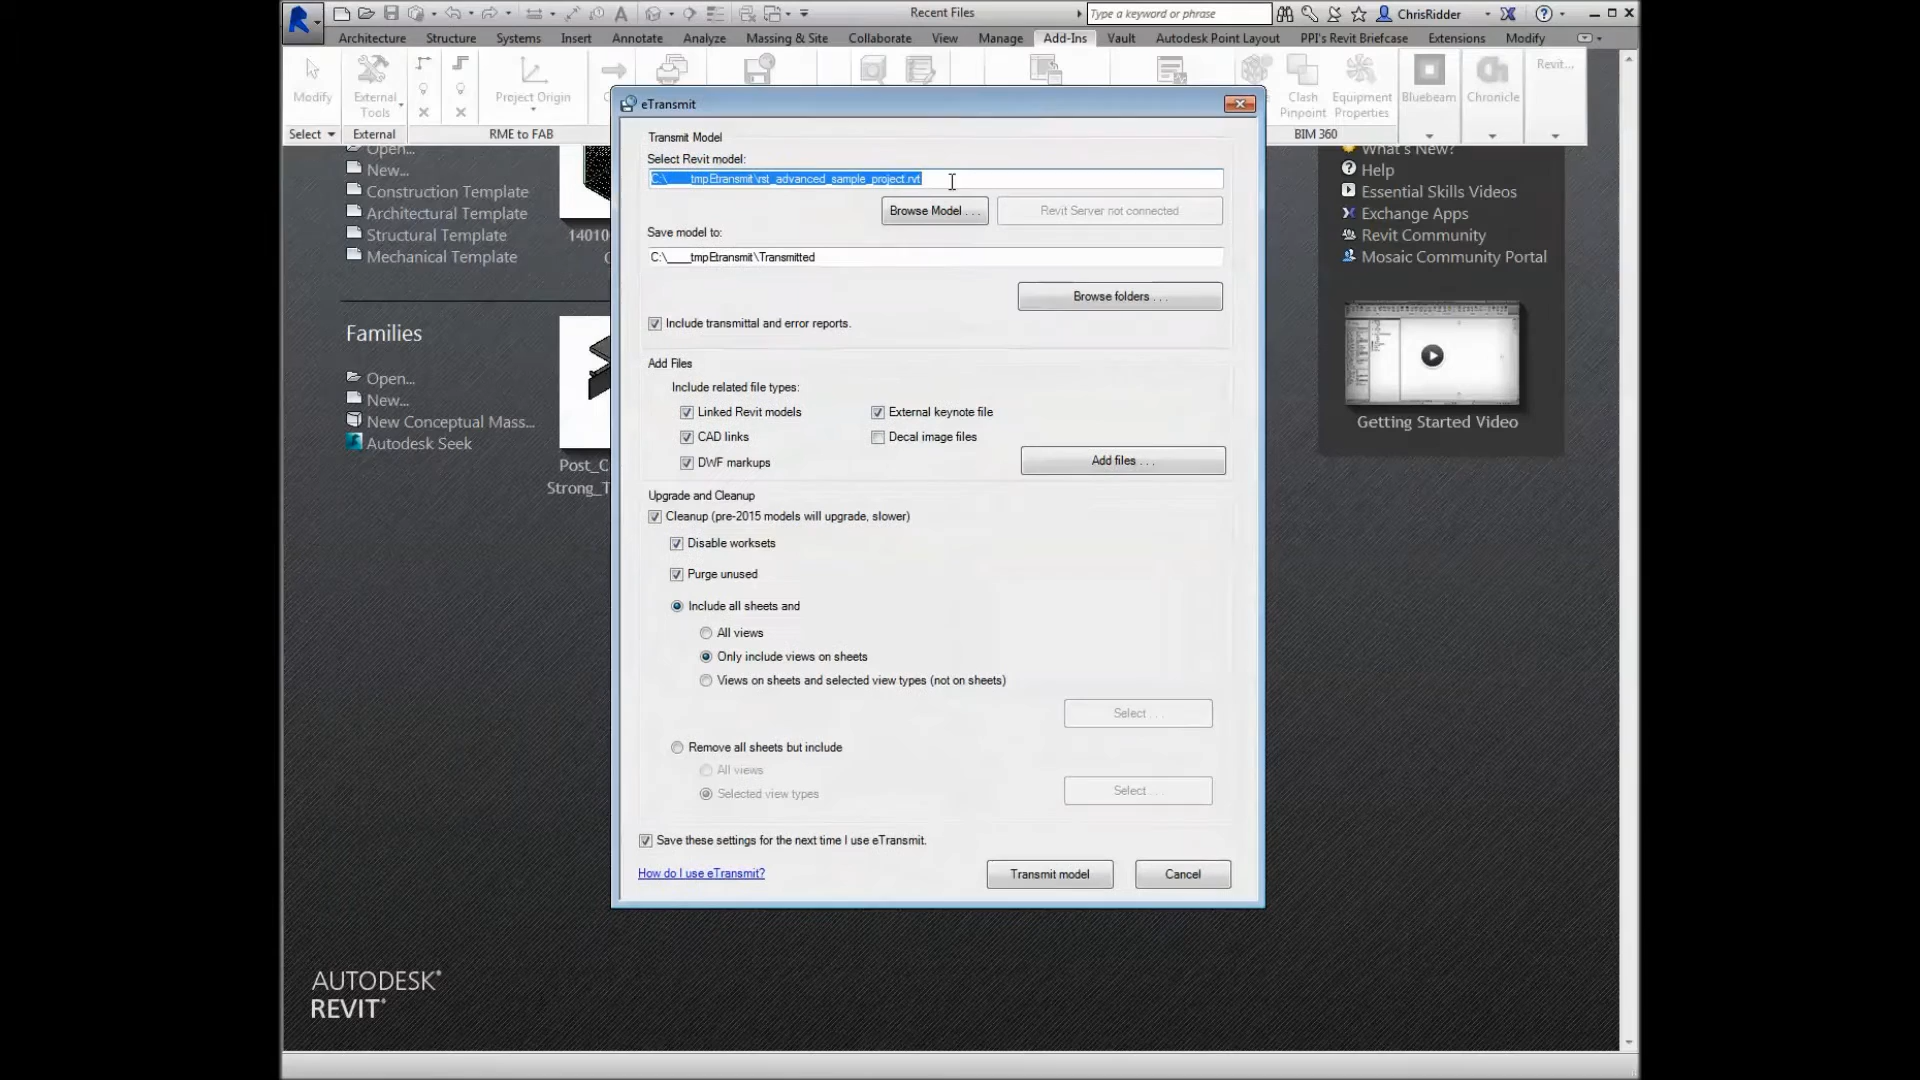 Recent Files
Type a keyword or phrase
ChrisRidder
Architecture Structure Systems Insert Annotate Analyze Massing & Site Collaborate View Manage Add-Ins Vault Autodesk Point Layout PPI's Revit Briefcase Extensions Modify
Modify
External Tools
Project Origin
Clash Pinpoint
Equipment Properties
Bluebeam
Chronicle
Revit...
Select
External
RME to FAB
BIM 360
eTransmit
Transmit Model
Select Revit model:
C:\____tmpEtransmit\rst_advanced_sample_project.rvt
Browse Model . . .
Revit Server not connected
Save model to:
C:\____tmpEtransmit\Transmitted
Browse folders . . .
Include transmittal and error reports.
Add Files
Include related file types:
Linked Revit models
External keynote file
CAD links
Decal image files
DWF markups
Add files . . .
Upgrade and Cleanup
Cleanup (pre-2015 models will upgrade, slower)
Disable worksets
Purge unused
Include all sheets and
All views
Only include views on sheets
Views on sheets and selected view types (not on sheets)
Select . . .
Remove all sheets but include
All views
Selected view types
Select . . .
Save these settings for the next time I use eTransmit.
How do I use eTransmit?
Transmit model
Cancel
Open...
New...
Construction Template
Architectural Template
Structural Template
Mechanical Template
Families
Open...
New...
New Conceptual Mass...
Autodesk Seek
What's New?
Help
Essential Skills Videos
Exchange Apps
Revit Community
Mosaic Community Portal
Getting Started Video
AUTODESK®
REVIT®